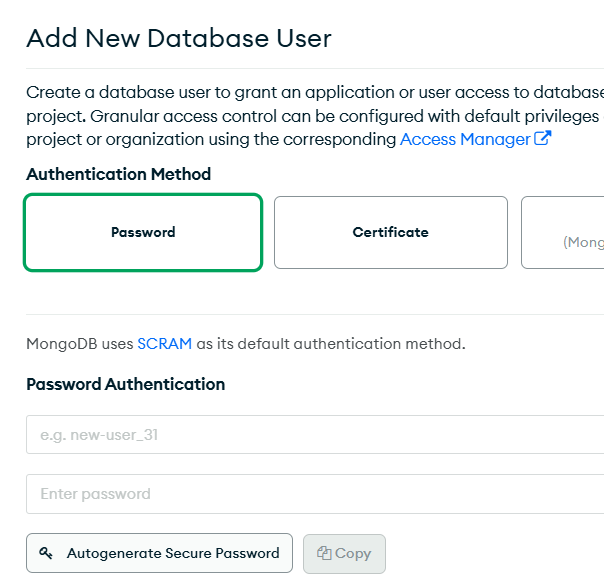 Add New Database User
Create a database user to grant an application or user access to database
project. Granular access control can be configured with default privileges
project or organization using the corresponding Access Manager
Authentication Method
Password
Certificate
(Mong
MongoDB uses SCRAM as its default authentication method.
Password Authentication
e.g. new-user_31
Enter password
Autogenerate Secure Password
Copy